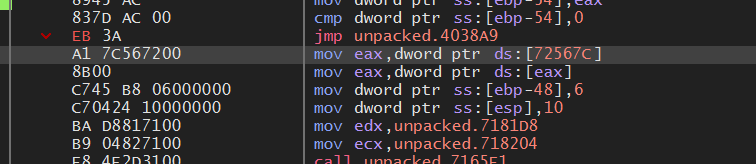 8945 AC mov dword ptr ss:[ebp-54],eax
837D AC 00 cmp dword ptr ss:[ebp-54],0
EB 3A jmp unpacked.4038A9
A1 7C567200 mov eax,dword ptr ds:[72567C]
8B00 mov eax,dword ptr ds:[eax]
C745 B8 06000000 mov dword ptr ss:[ebp-48],6
C70424 10000000 mov dword ptr ss:[esp],10
BA D8817100 mov edx,unpacked.7181D8
B9 04827100 mov ecx,unpacked.718204
E8 4F2D3100 call unpacked.7165F1